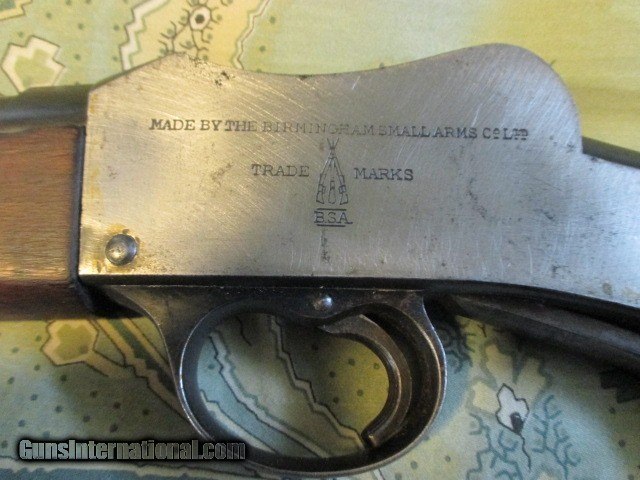 MADE BY THE BIRMINGHAM SMALL ARMS Co LTD
TRADE MARKS
B.S.A.
GunsInternational.com